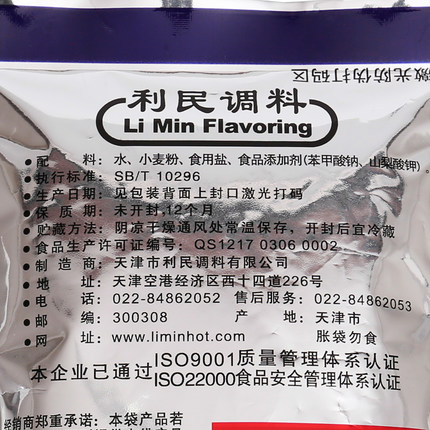 激光防伪打码区
利民调料
Li Min Flavoring
配 料：水、小麦粉、食用盐、食品添加剂(苯甲酸钠、山梨酸钾)。
执行标准：SB/T 10296
生产日期：见包装背面上封口激光打码
保 质 期：未开封,12个月
贮藏方法：阴凉干燥通风处常温保存，开封后宜冷藏
食品生产许可证编号：QS1217 0306 0002
制 造 商：天津市利民调料有限公司
地 址：天津空港经济区西十四道226号
电 话：022-84862052 售后服务：022-84862053
邮 编：300308 产 地：天津市
网 址：www.liminhot.com 胀袋勿食
本企业已通过ISO9001质量管理体系认证
ISO22000食品安全管理体系认证
经销商郑重承诺：本袋产品若